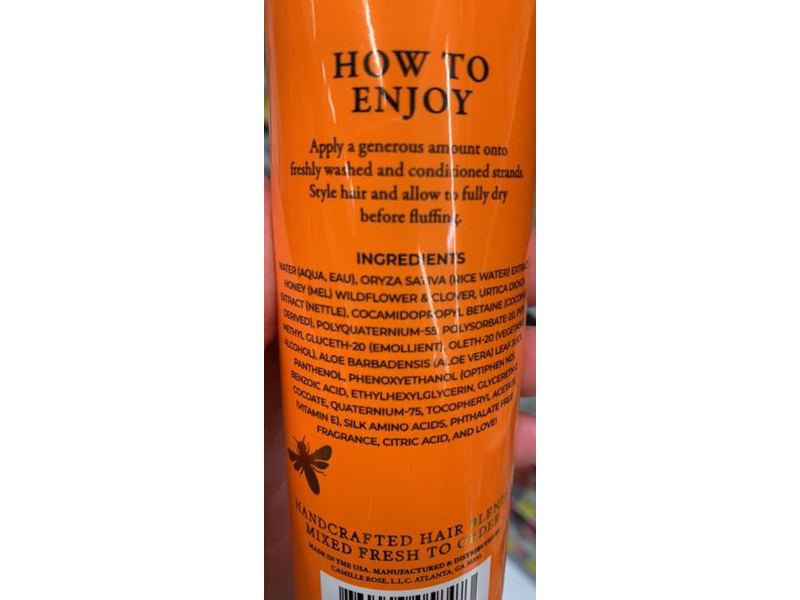 HOW TO
ENJOY
Apply a generous amount onto
freshly washed and conditioned strands.
Style hair and allow to fully dry
before fluffing.
INGREDIENTS
WATER (AQUA, EAU), ORYZA SATIVA (RICE WATER) EXTRACT,
HONEY (MEL) WILDFLOWER & CLOVER, URTICA DIOICA
EXTRACT (NETTLE), COCAMIDOPROPYL BETAINE (COCONUT
DERIVED), POLYQUATERNIUM-55, POLYSORBATE-20,
METHYL GLUCETH-20 (EMOLLIENT), OLETH-20 (VEGETABLE
ALCOHOL), ALOE BARBADENSIS (ALOE VERA) LEAF JUICE,
PANTHENOL, PHENOXYETHANOL (OPTIPHEN ND),
BENZOIC ACID, ETHYLHEXYLGLYCERIN,
COCOATE, QUATERNIUM-75, TOCOPHERYL ACETATE
(VITAMIN E), SILK AMINO ACIDS, PHTHALATE FREE
FRAGRANCE, CITRIC ACID, AND LOVE!
HANDCRAFTED HAIR BLENDS
MIXED FRESH TO ORDER
MADE IN THE USA. MANUFACTURED & DISTRIBUTED BY
CAMILLE ROSE, L.L.C. ATLANTA, GA